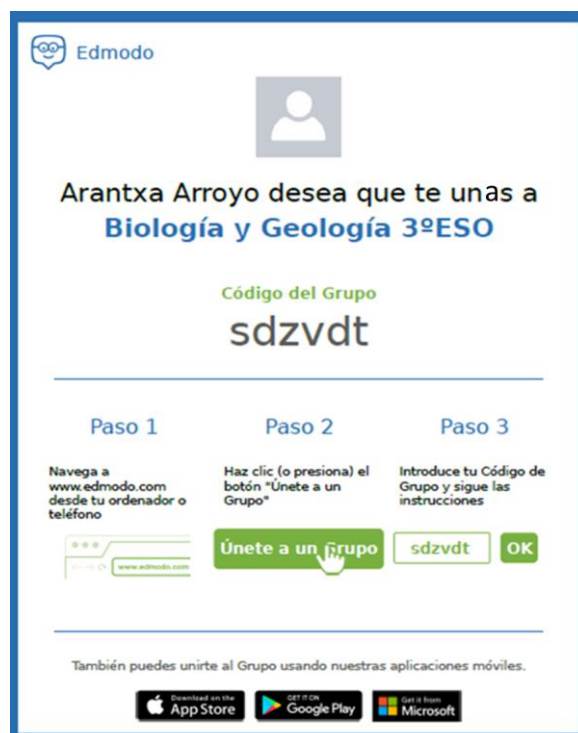 Edmodo
Arantxa Arroyo desea que te unas a
Biología y Geología 3ºESO
Código del Grupo
sdzvdt
Paso 1
Navega a
www.edmodo.com
desde tu ordenador o
teléfono
www.edmodo.com
Paso 2
Haz clic (o presiona) el
botón "Únete a un
Grupo"
Únete a un Grupo
Paso 3
Introduce tu Código de
Grupo y sigue las
instrucciones
sdzvdt OK
También puedes unirte al Grupo usando nuestras aplicaciones móviles.
Download on the
App Store
GET IT ON
Google Play
Get it from
Microsoft